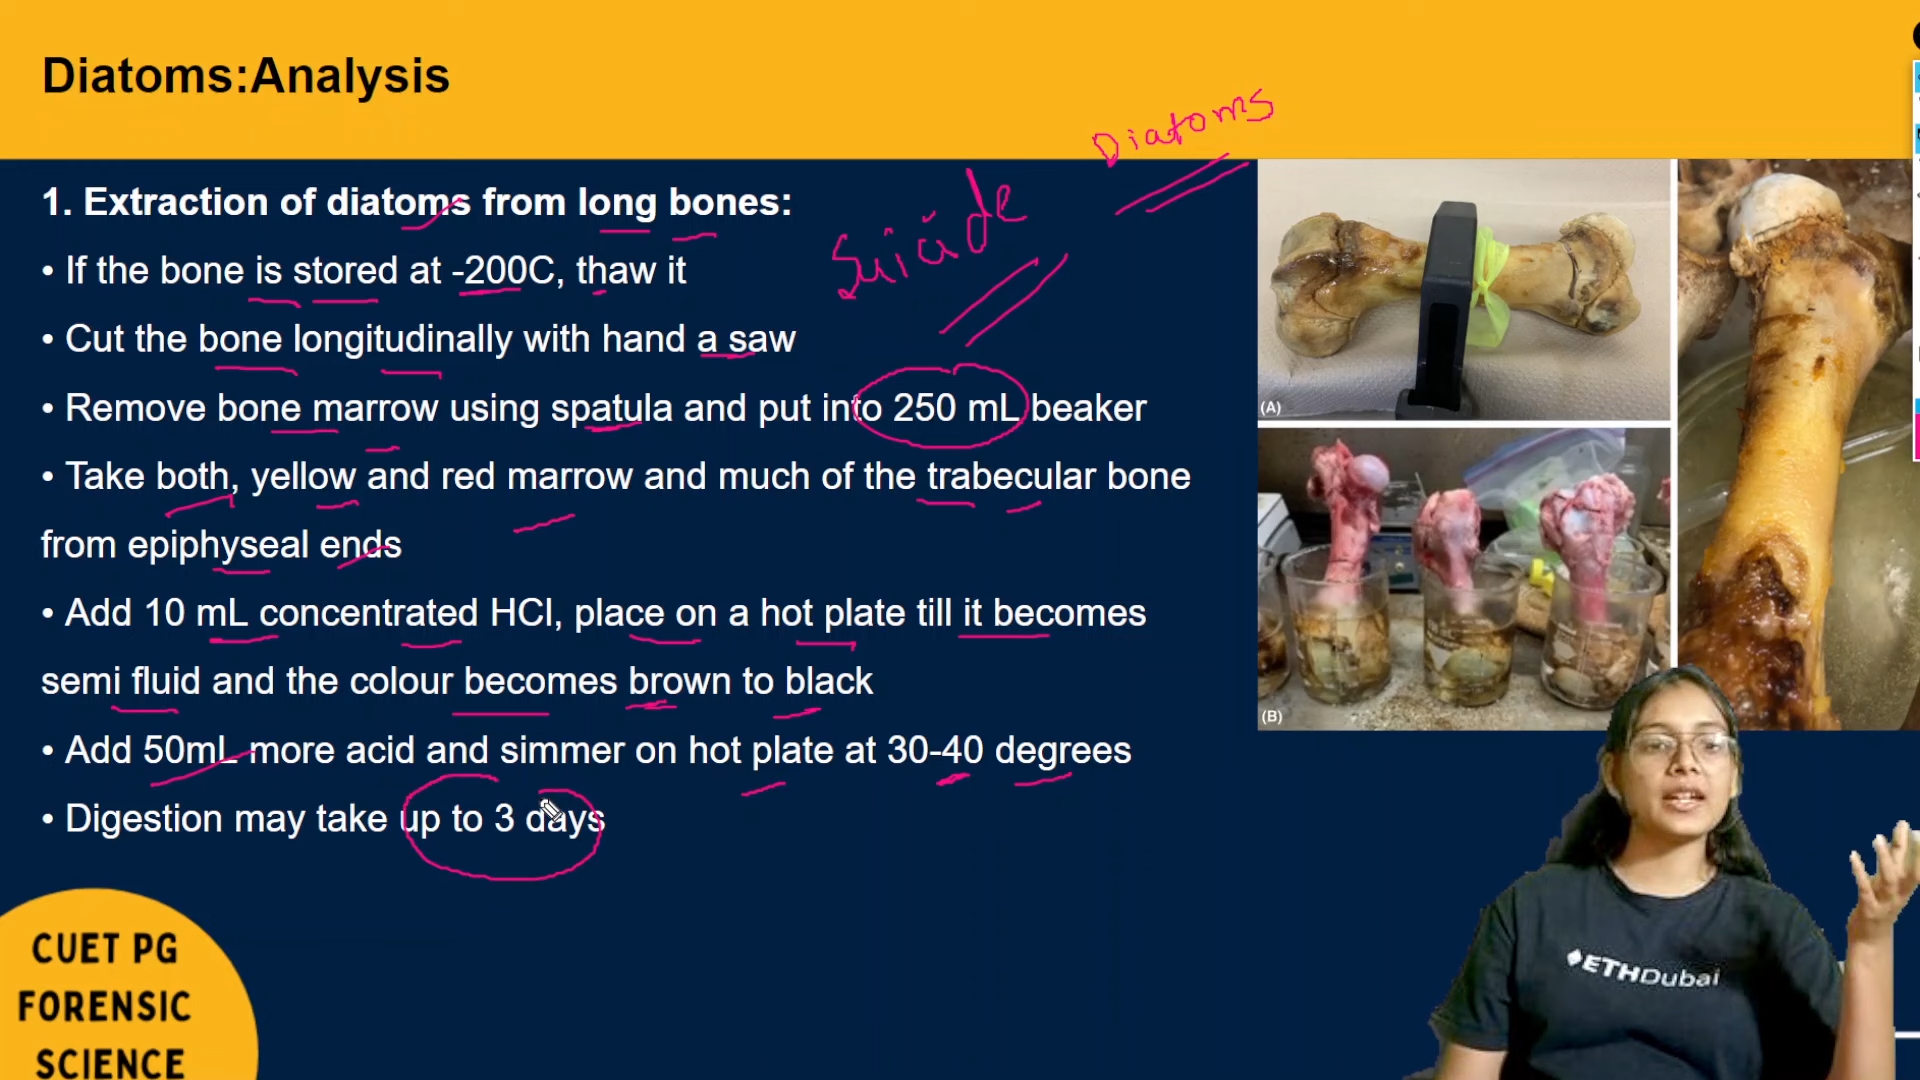 Diatoms:Analysis
Diatoms
Suicide
1. Extraction of diatoms from long bones:
• If the bone is stored at -200C, thaw it
• Cut the bone longitudinally with hand a saw
• Remove bone marrow using spatula and put into 250 mL beaker
• Take both, yellow and red marrow and much of the trabecular bone
from epiphyseal ends
• Add 10 mL concentrated HCl, place on a hot plate till it becomes
semi fluid and the colour becomes brown to black
• Add 50mL more acid and simmer on hot plate at 30-40 degrees
• Digestion may take up to 3 days
(A)
(B)
CUET PG
FORENSIC
SCIENCE
ETHDubai